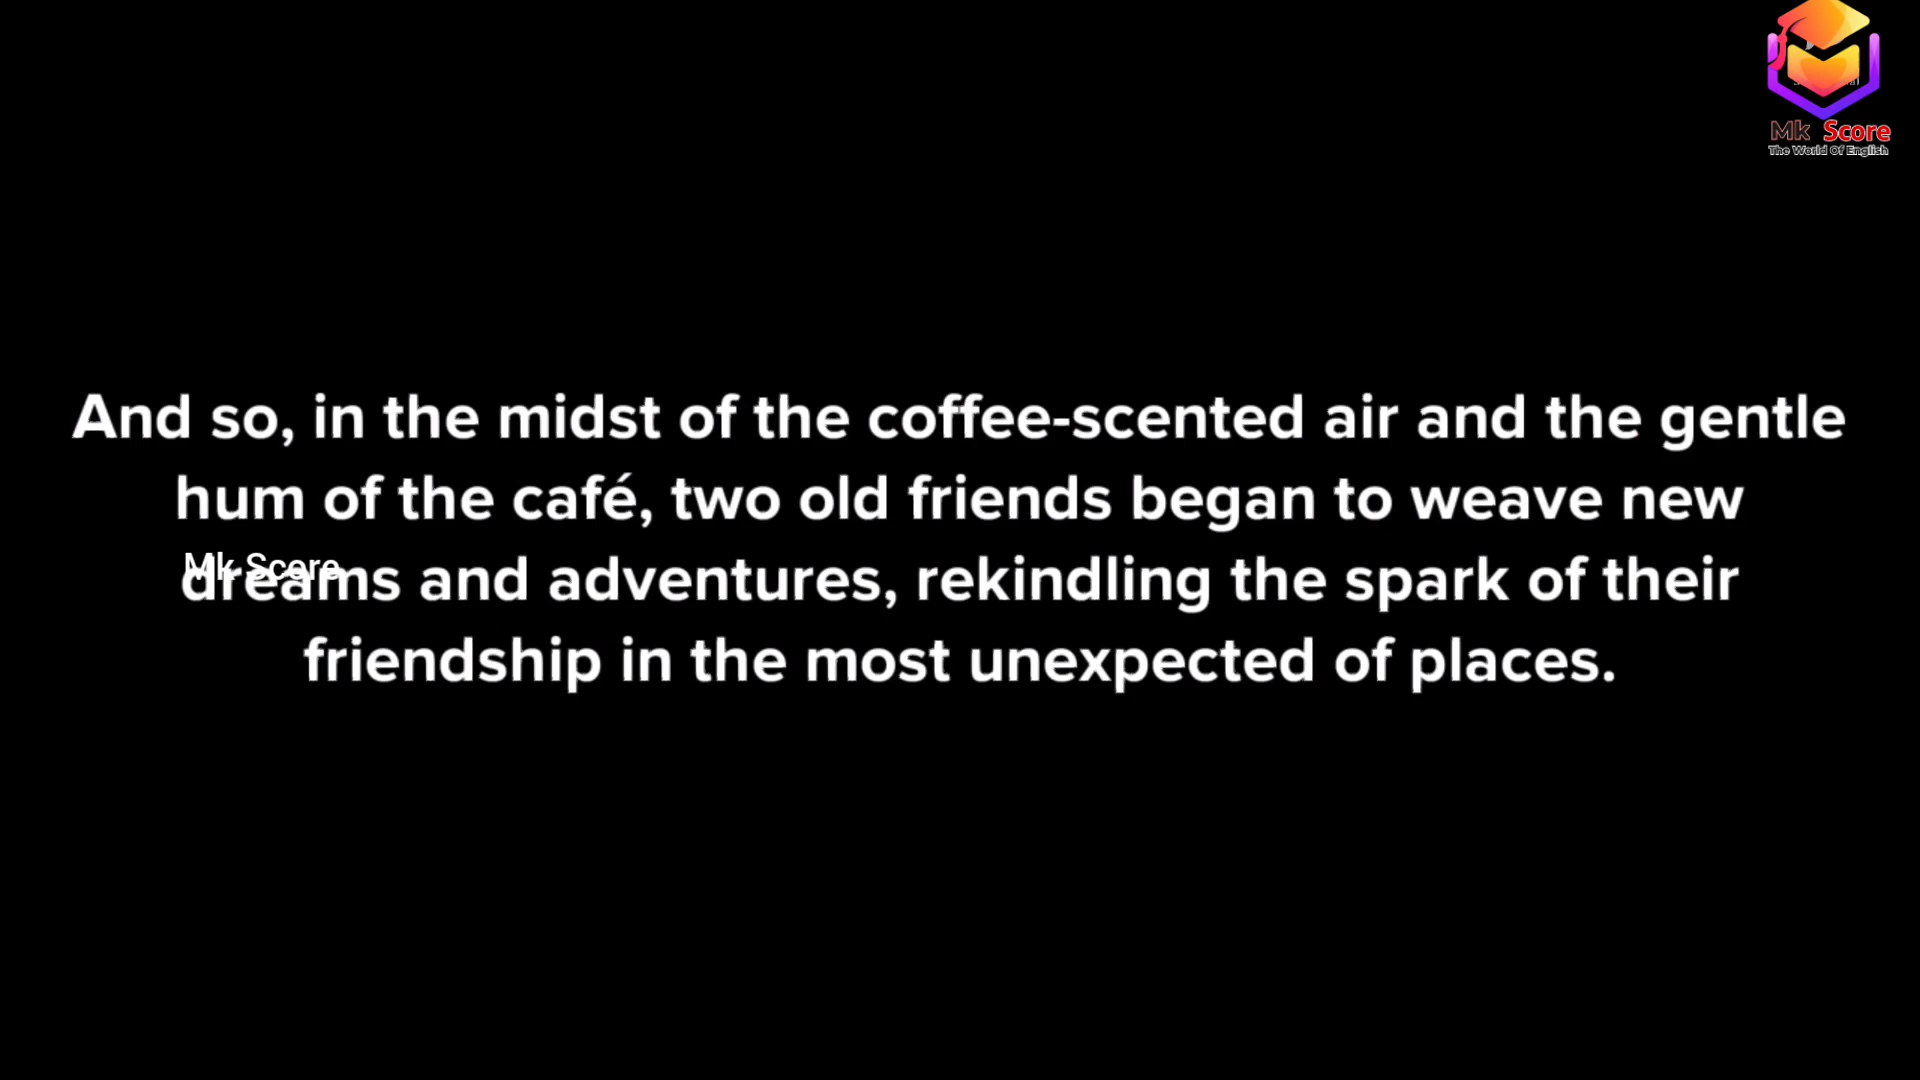 Mk Score
The World Of English
And so, in the midst of the coffee-scented air and the gentle
hum of the café, two old friends began to weave new
Mk Score
dreams and adventures, rekindling the spark of their
friendship in the most unexpected of places.